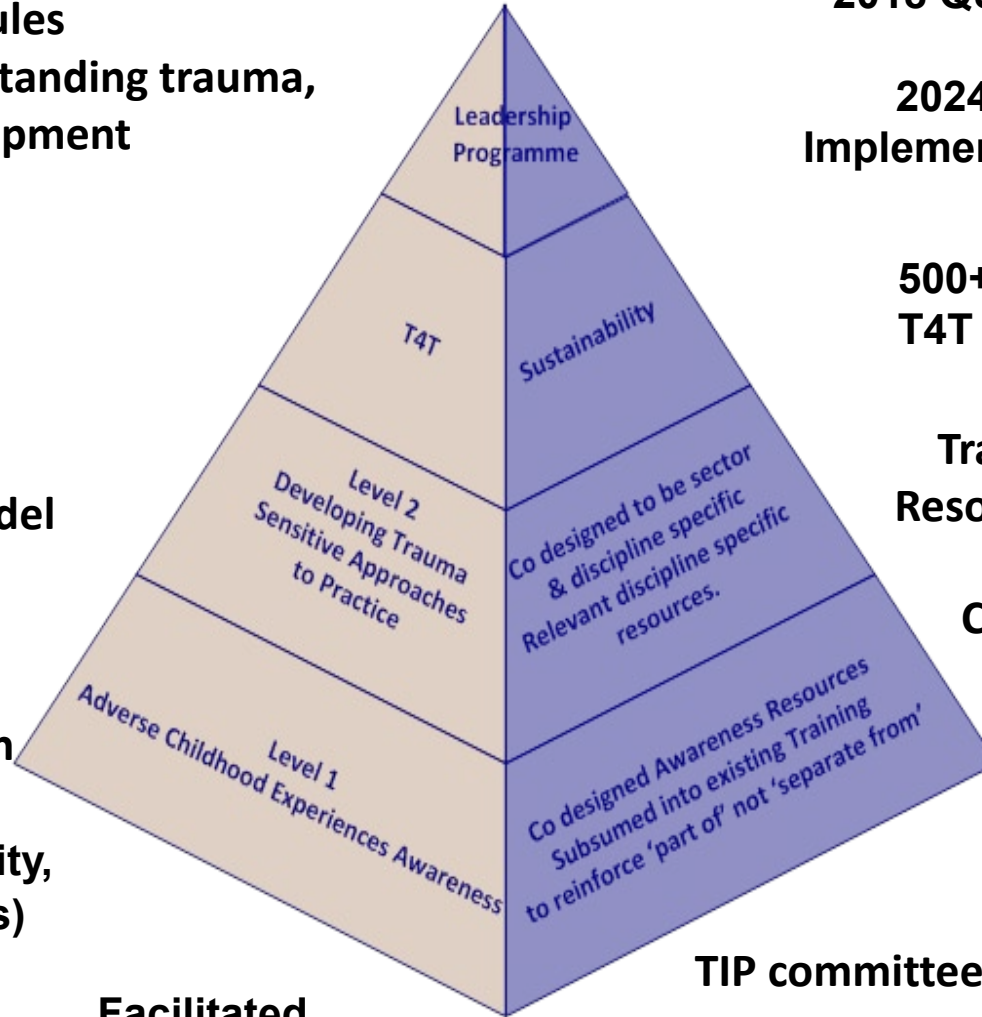 ules
tanding trauma,
pment
2024
Implemer
500+
T4T
Tra
Reso
C
del
n
ity,
s)
Facilitated
TIP committee
Leadership
Programme
T4T
Sustainability
Level 2
Developing Trauma
Sensitive Approaches
to Practice
Co designed to be sector
& discipline specific
Relevant discipline specific
resources.
Level 1
Adverse Childhood Experiences Awareness
Co designed Awareness Resources
Subsumed into existing Training
to reinforce ‘part of’ not ‘separate from’